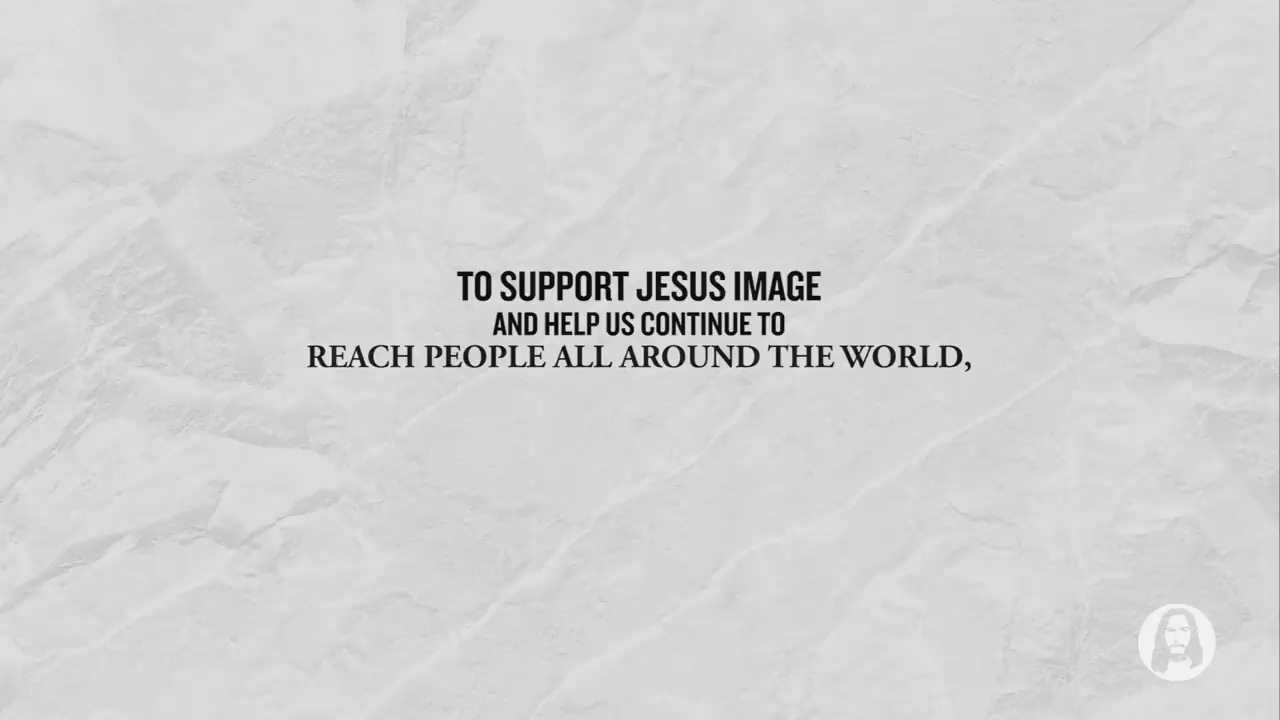 TO SUPPORT JESUS IMAGE
AND HELP US CONTINUE TO
REACH PEOPLE ALL AROUND THE WORLD,